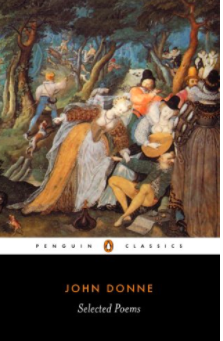 PENGUIN CLASSICS
JOHN DONNE
Selected Poems